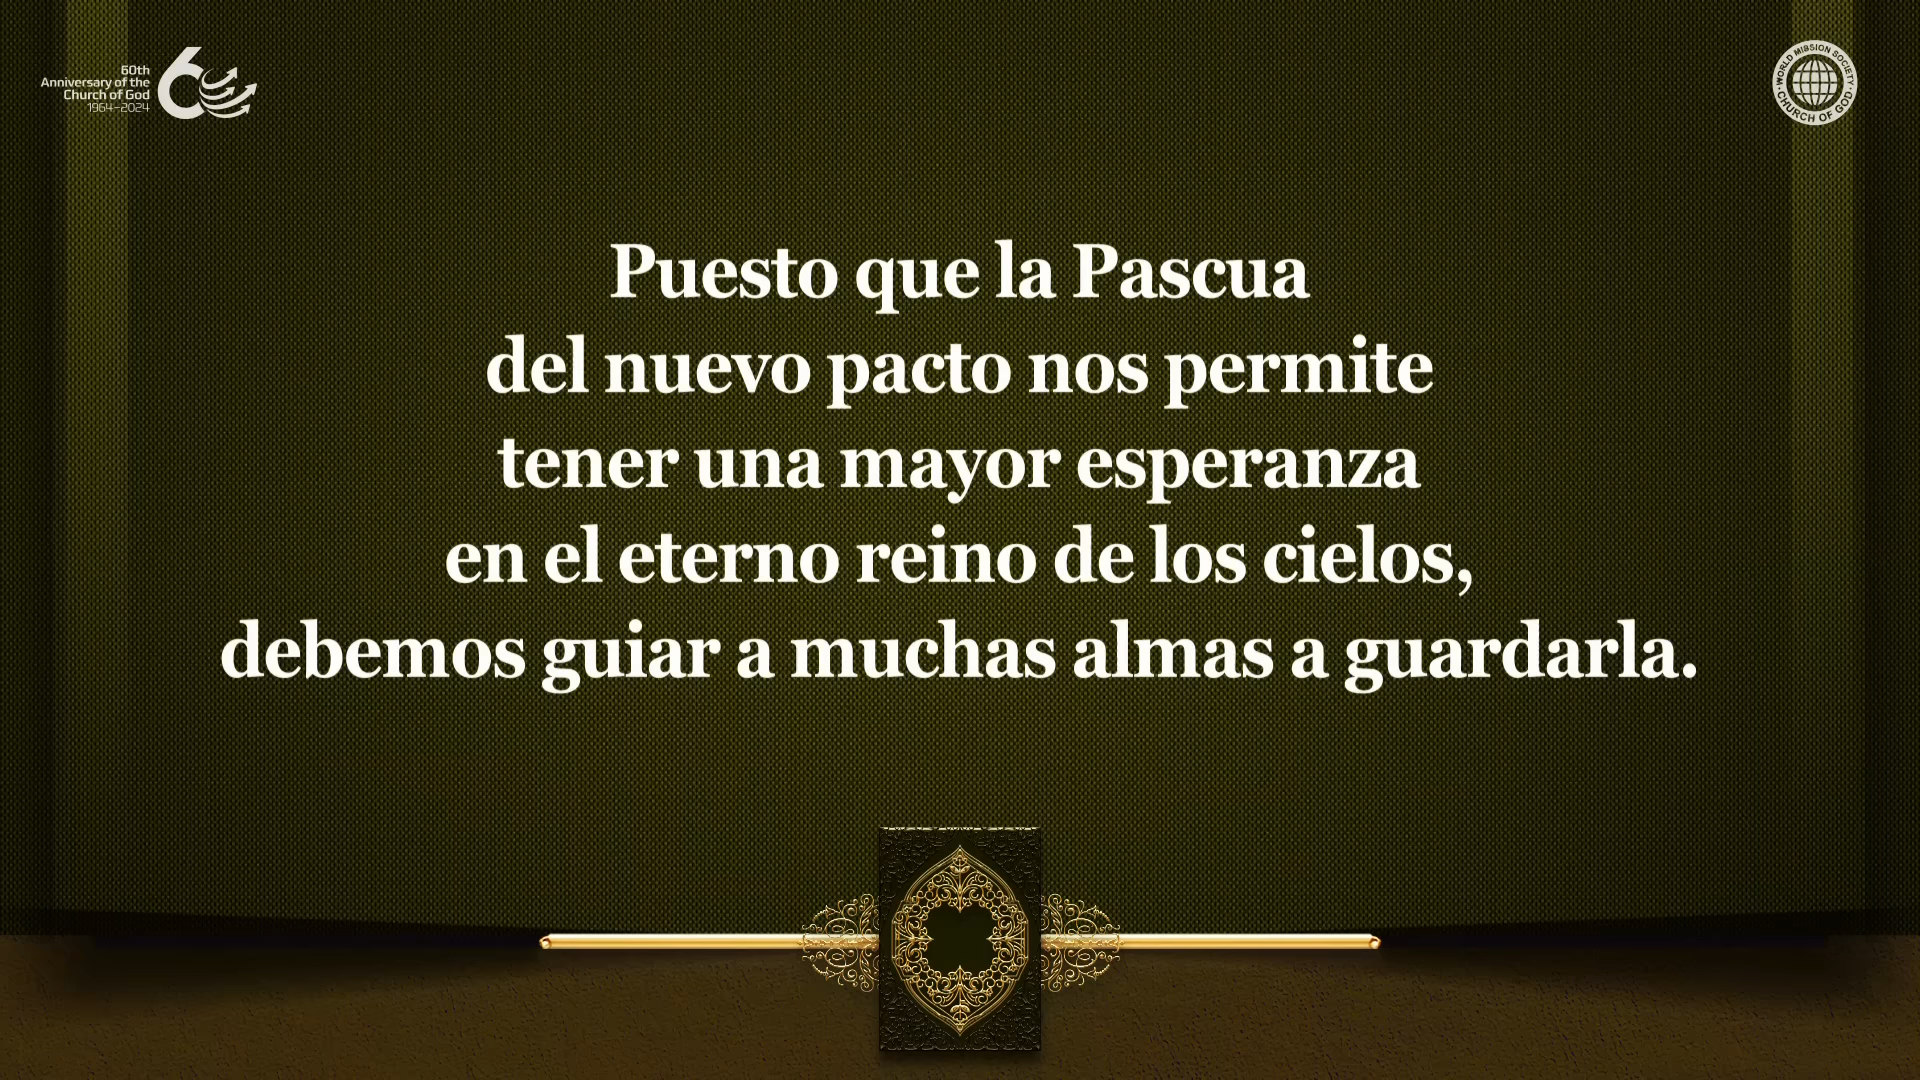 60th
Anniversary of the
Church of God
1964–2024
60
WORLD MISSION SOCIETY
CHURCH OF GOD
Puesto que la Pascua
del nuevo pacto nos permite
tener una mayor esperanza
en el eterno reino de los cielos,
debemos guiar a muchas almas a guardarla.